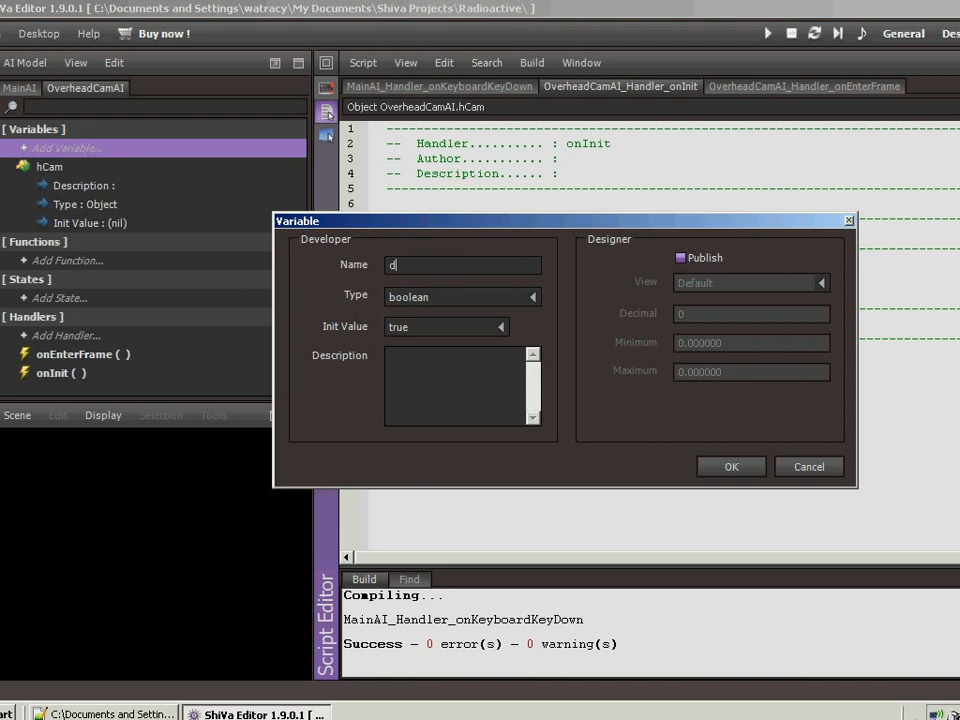 Va Editor 1.9.0.1 [ C:\Documents and Settings\watracy\My Documents\Shiva Projects\Radioactive\ ]
Desktop Help Buy now !
General Des
AI Model View Edit
Script View Edit Search Build Window
MainAI OverheadCamAI
MainAI_Handler_onKeyboardKeyDown OverheadCamAI_Handler_onInit OverheadCamAI_Handler_onEnterFrame
Object OverheadCamAI.hCam
[ Variables ]
+ Add Variable...
hCam
Description :
Type : Object
Init Value : (nil)
[ Functions ]
+ Add Function...
[ States ]
+ Add State...
[ Handlers ]
+ Add Handler...
onEnterFrame ( )
onInit ( )
1 --------------------------------------------------------------------------------
2 -- Handler.......... : onInit
3 -- Author........... :
4 -- Description...... :
5 --------------------------------------------------------------------------------
6
Variable
Developer
Name d
Type boolean
Init Value true
Description
Designer
Publish
View Default
Decimal 0
Minimum 0.000000
Maximum 0.000000
OK Cancel
Scene Edit Display Selection Tools
Script Editor
Build Find
Compiling...
MainAI_Handler_onKeyboardKeyDown
Success - 0 error(s) - 0 warning(s)
art C:\Documents and Settin... ShiVa Editor 1.9.0.1 [ ...